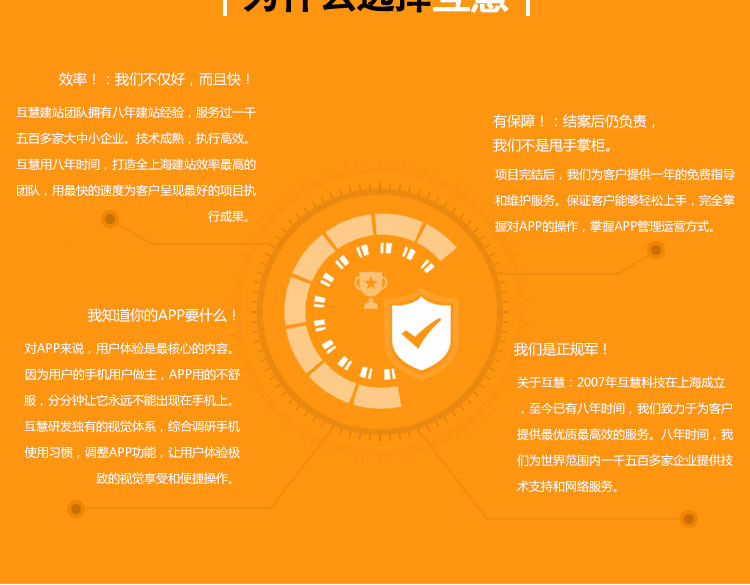 为什么选择互慧
效率！：我们不仅好，而且快！
互慧建站团队拥有八年建站经验，服务过一千
五百多家大中小企业。技术成熟，执行高效。
互慧用八年时间，打造全上海建站效率最高的
团队，用最快的速度为客户呈现最好的项目执
行成果。
有保障！：结案后仍负责，
我们不是甩手掌柜。
项目完结后，我们为客户提供一年的免费指导
和维护服务。保证客户能够轻松上手，完全掌
握对APP的操作，掌握APP管理运营方式。
我知道你的APP要什么！
对APP来说，用户体验是最核心的内容。
因为用户的手机用户做主，APP用的不舒
服，分分钟让它永远不能出现在手机上。
互慧研发独有的视觉体系，综合调研手机
使用习惯，调整APP功能，让用户体验极
致的视觉享受和便捷操作。
我们是正规军！
关于互慧：2007年互慧科技在上海成立
，至今已有八年时间，我们致力于为客户
提供最优质最高效的服务。八年时间，我
们为世界范围内一千五百多家企业提供技
术支持和网络服务。